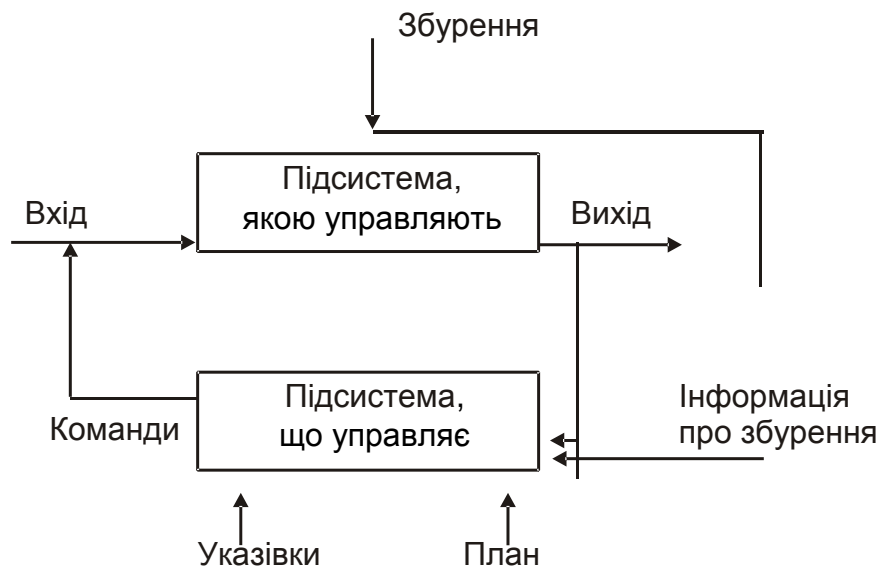 Збурення
Підсистема,
якою управляють
Вхід
Вихід
Підсистема,
що управляє
Команди
Інформація
про збурення
Указівки
План